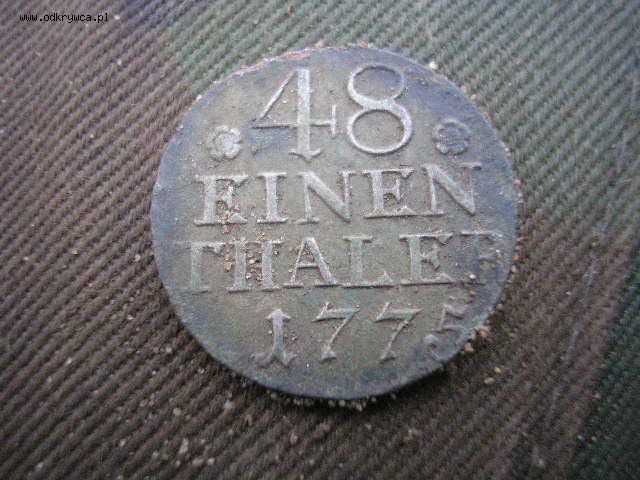 www.odkrywca.pl
48
EINEN
THALER
1775